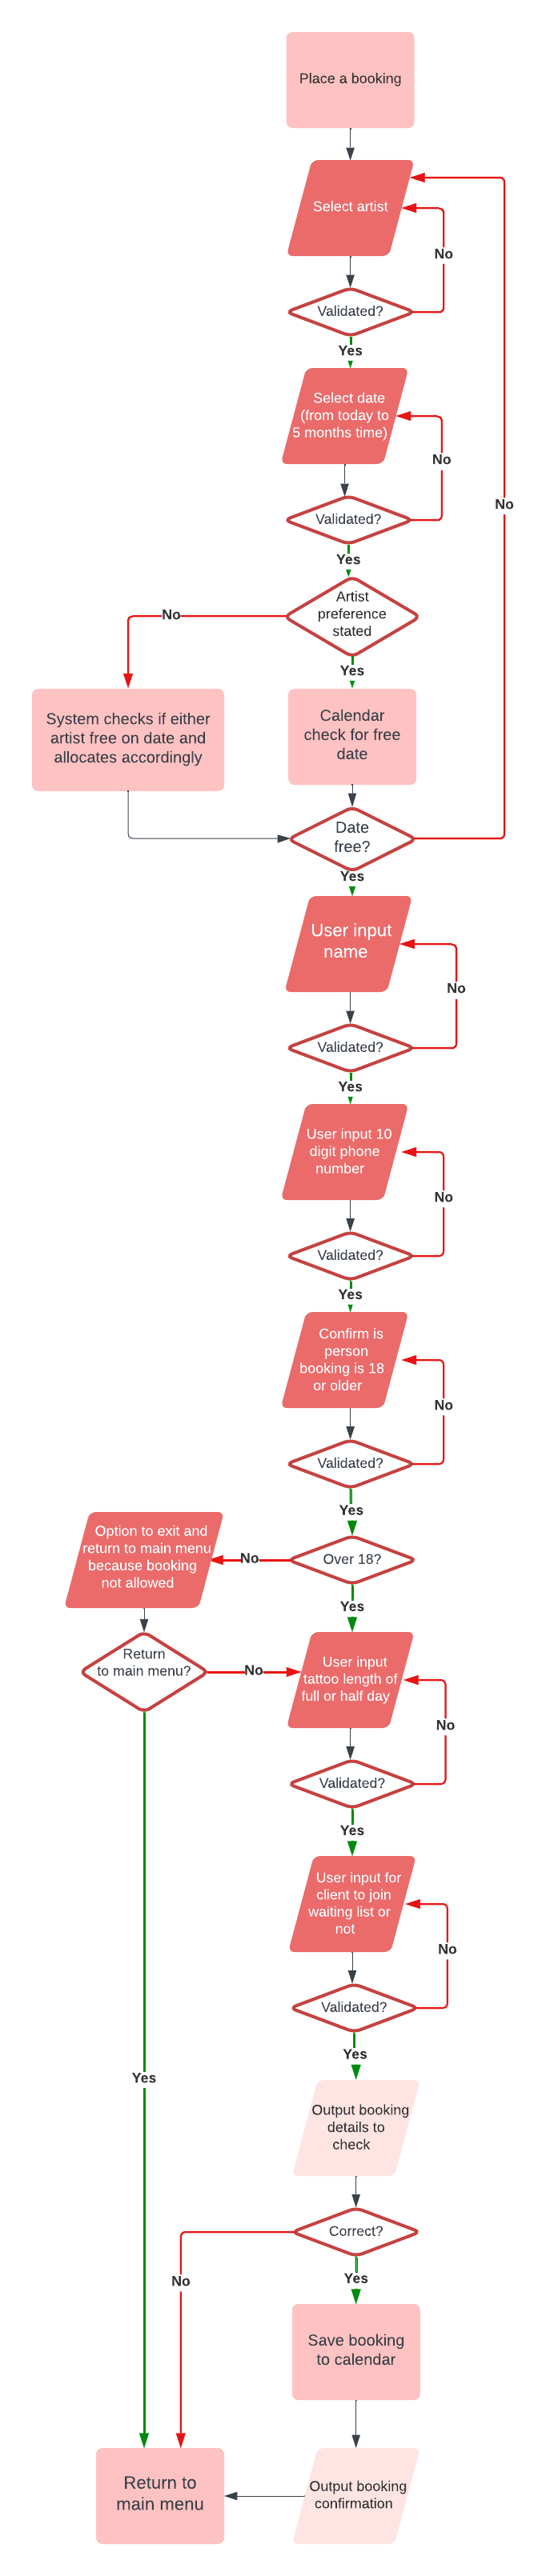 Place a booking
Select artist
No
Validated?
Yes
Select date
(from today to
5 months time)
No
No
Validated?
Yes
Artist
preference
stated
No
Yes
System checks if either
artist free on date and
allocates accordingly
Calendar
check for free
date
Date
free?
Yes
User input
name
No
Validated?
Yes
User input 10
digit phone
number
No
Validated?
Yes
Confirm is
person
booking is 18
or older
No
Validated?
Yes
Option to exit and
return to main menu
because booking
not allowed
No
Over 18?
Yes
Return
to main menu?
No
User input
tattoo length of
full or half day
No
Validated?
Yes
User input for
client to join
waiting list or
not
No
Validated?
Yes
Yes
Output booking
details to
check
Correct?
No
Yes
Save booking
to calendar
Return to
main menu
Output booking
confirmation